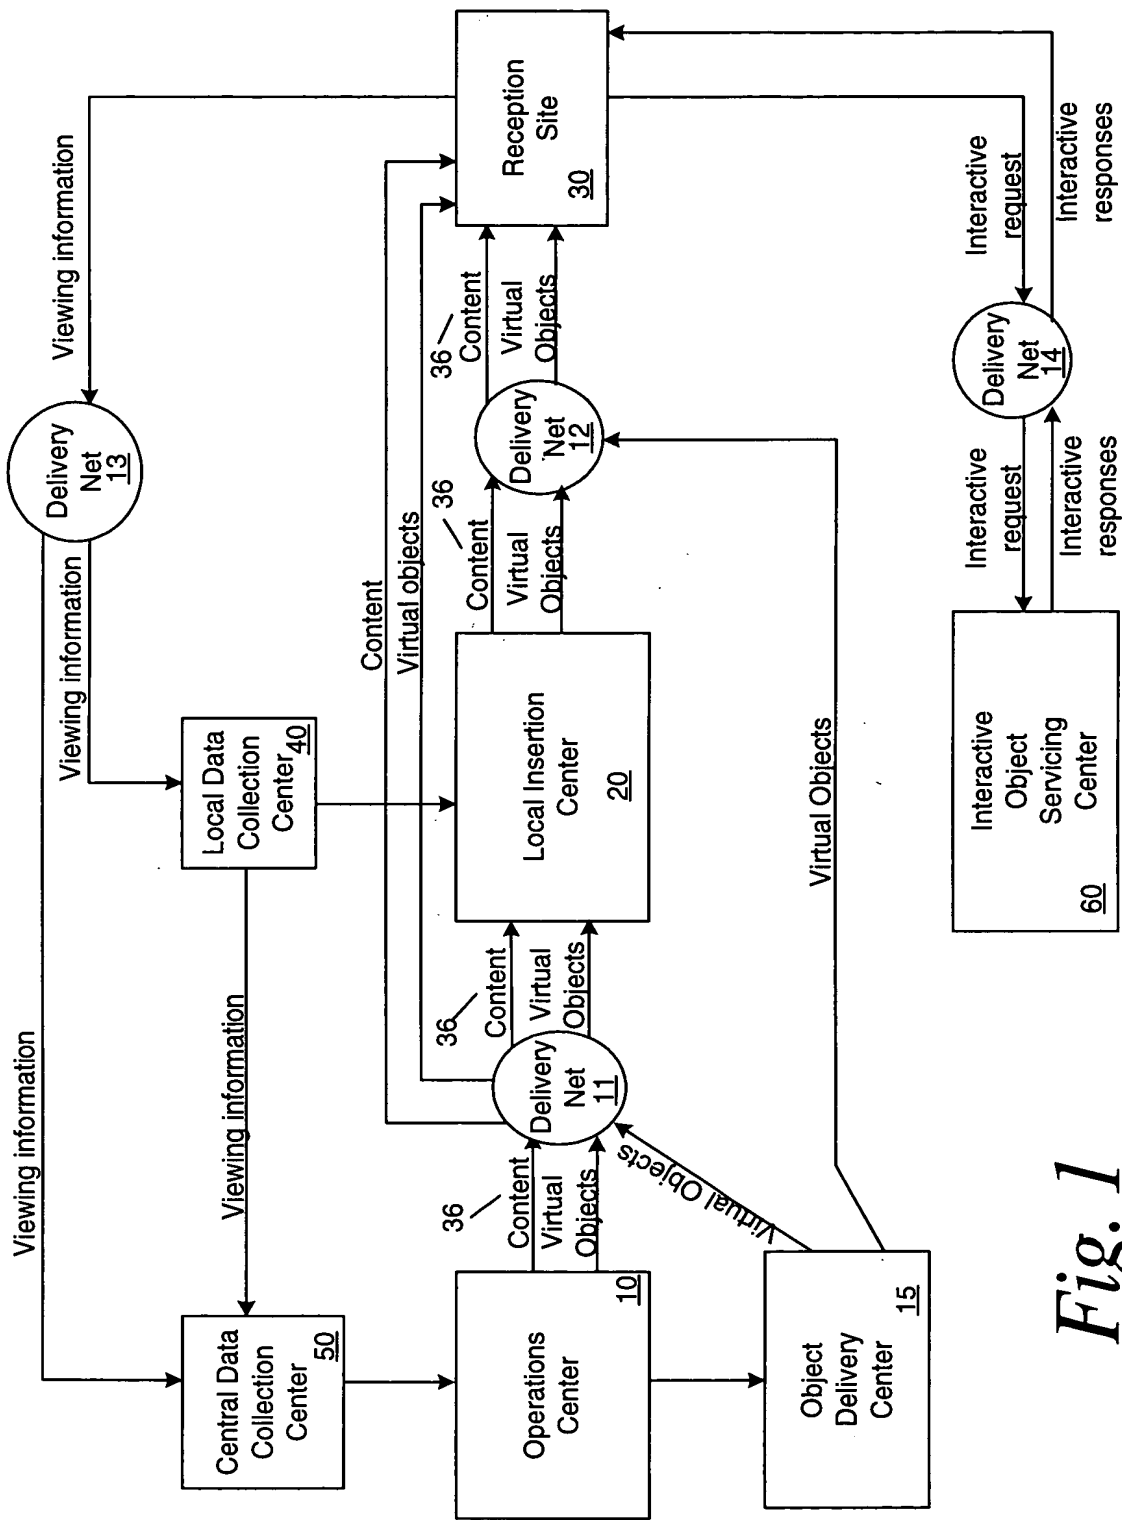 Viewing information
Viewing information
Delivery
Net
13
Viewing information
Central Data
Collection
Center
50
Viewing information
Local Data
Collection
Center
40
Content
Virtual objects
Operations
Center
10
36
Content
Virtual
Objects
Delivery
Net
11
36
Content
Virtual
Objects
Local Insertion
Center
20
36
Content
Virtual
Objects
Delivery
Net
12
36
Content
Virtual
Objects
Reception
Site
30
Object
Delivery
Center
15
Virtual Objects
Virtual Objects
Interactive
Object
Servicing
Center
60
Interactive
request
Interactive
responses
Delivery
Net
14
Interactive
request
Interactive
responses
Fig. 1